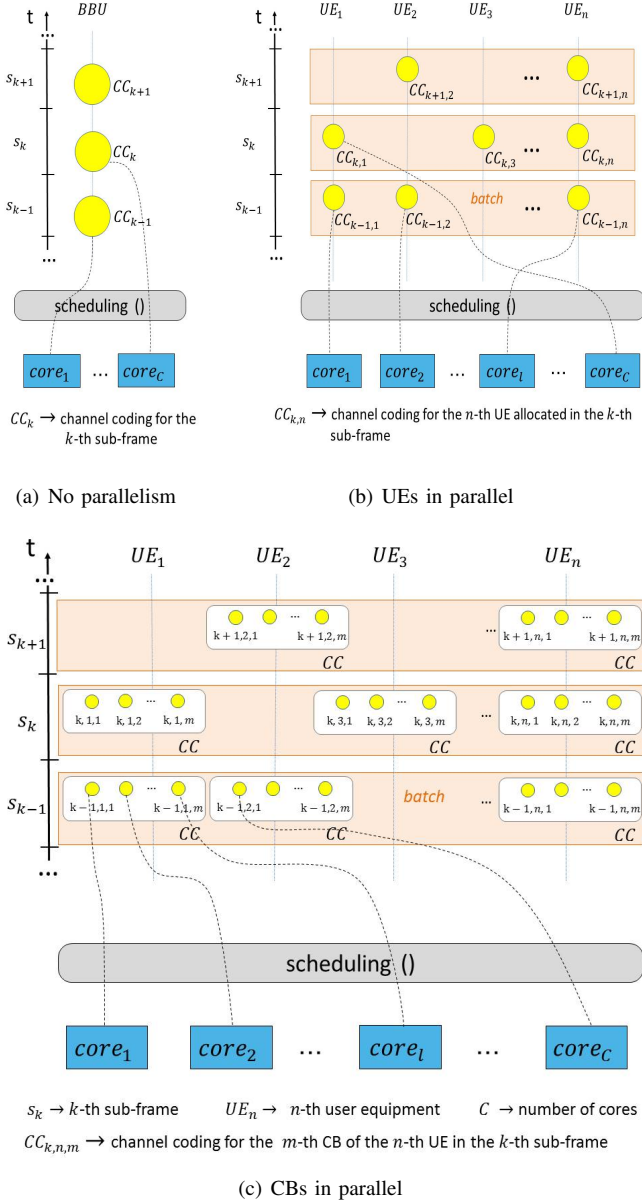 t BBU
...
s_{k+1} CC_{k+1}
s_k CC_k
s_{k-1} CC_{k-1}
...
scheduling ()
core_1 ... core_C
CC_k → channel coding for the
k-th sub-frame
(a) No parallelism
t UE_1 UE_2 UE_3 UE_n
...
s_{k+1} CC_{k+1,2} ... CC_{k+1,n}
s_k CC_{k,1} CC_{k,3} ... CC_{k,n}
s_{k-1} CC_{k-1,1} CC_{k-1,2} batch ... CC_{k-1,n}
...
scheduling ()
core_1 core_2 ... core_l ... core_C
CC_{k,n} → channel coding for the n-th UE allocated in the k-th
sub-frame
(b) UEs in parallel
t UE_1 UE_2 UE_3 UE_n
...
... ...
s_{k+1} k+1,2,1 k+1,2,m ... k+1,n,1 k+1,n,m
CC CC
... ... ...
s_k k,1,1 k,1,2 k,1,m k,3,1 k,3,2 k,3,m ... k,n,1 k,n,2 k,n,m
CC CC CC
... ... ...
s_{k-1} k-1,1,1 k-1,1,m k-1,2,1 k-1,2,m batch ... k-1,n,1 k-1,n,m
CC CC CC
...
scheduling ()
core_1 core_2 ... core_l ... core_C
s_k → k-th sub-frame UE_n → n-th user equipment C → number of cores
CC_{k,n,m} → channel coding for the m-th CB of the n-th UE in the k-th sub-frame
(c) CBs in parallel